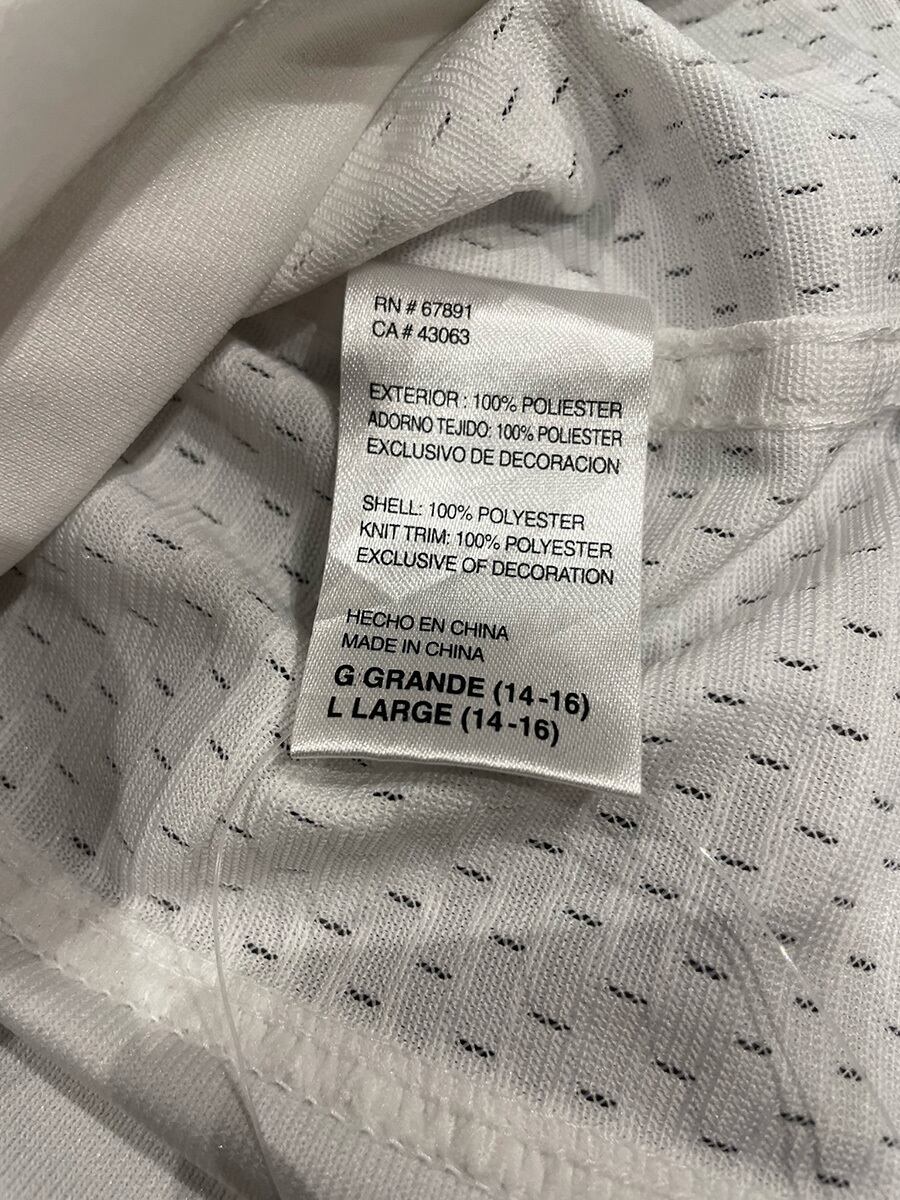 RN # 67891
CA # 43063
EXTERIOR : 100% POLIESTER
ADORNO TEJIDO: 100% POLIESTER
EXCLUSIVO DE DECORACION
SHELL: 100% POLYESTER
KNIT TRIM: 100% POLYESTER
EXCLUSIVE OF DECORATION
HECHO EN CHINA
MADE IN CHINA
G GRANDE (14-16)
L LARGE (14-16)